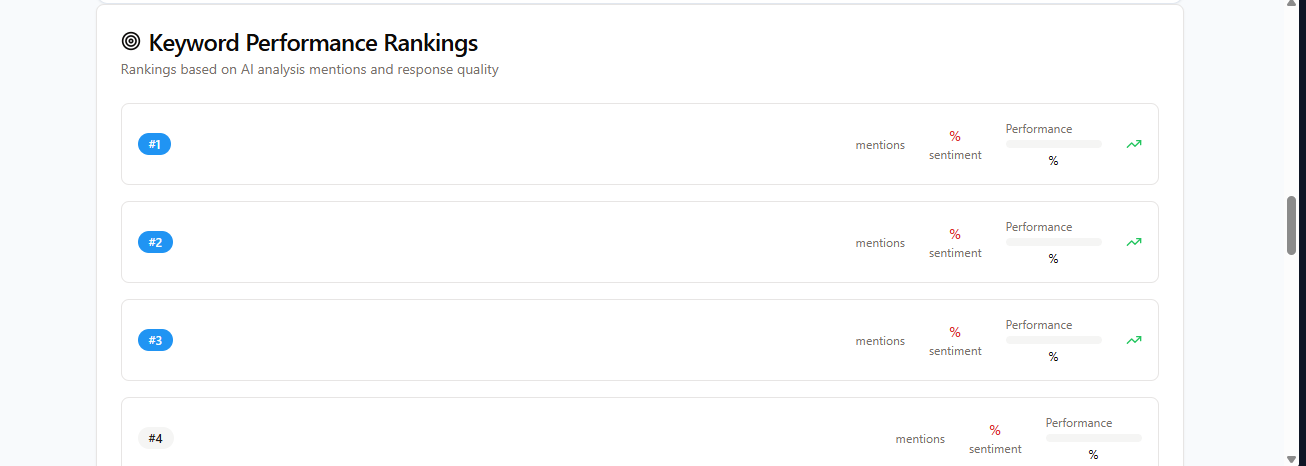 Keyword Performance Rankings
Rankings based on AI analysis mentions and response quality
#1
mentions
%
sentiment
Performance
%
#2
mentions
%
sentiment
Performance
%
#3
mentions
%
sentiment
Performance
%
#4
mentions
%
sentiment
Performance
%